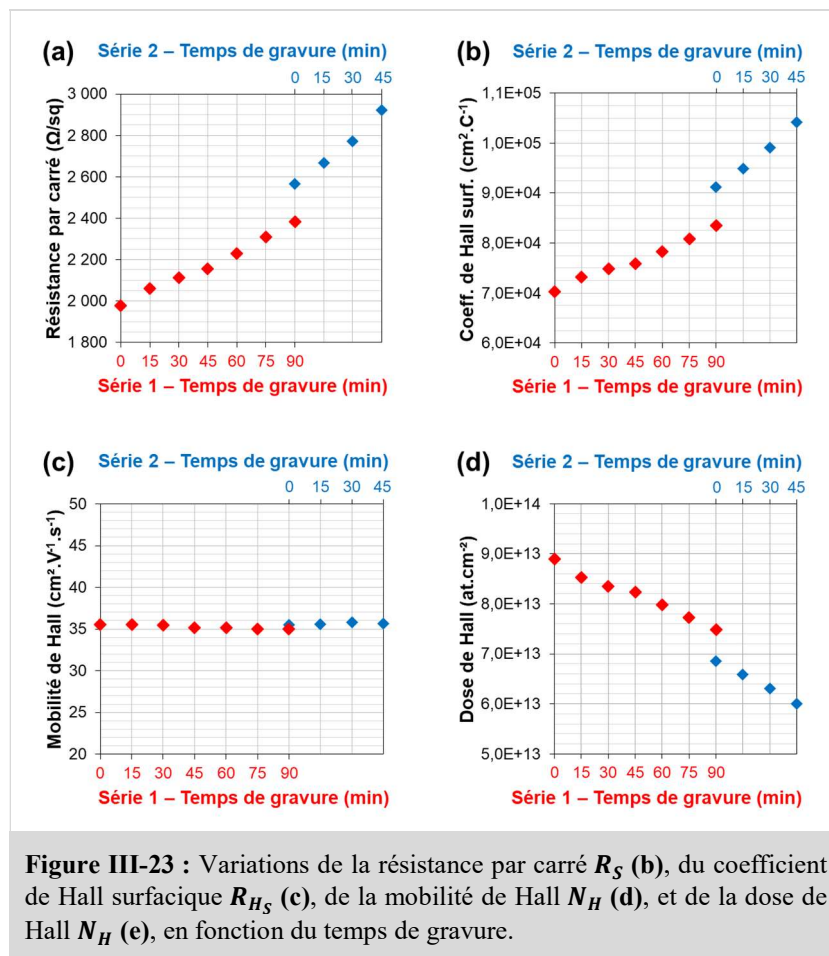 (a) Série 2 – Temps de gravure (min)
0 15 30 45
Résistance par carré (Ω/sq)
3 000
2 800
2 600
2 400
2 200
2 000
1 800
0 15 30 45 60 75 90
Série 1 – Temps de gravure (min)
(b) Série 2 – Temps de gravure (min)
0 15 30 45
Coeff. de Hall surf. (cm².C⁻¹)
1,1E+05
1,0E+05
9,0E+04
8,0E+04
7,0E+04
6,0E+04
0 15 30 45 60 75 90
Série 1 – Temps de gravure (min)
(c) Série 2 – Temps de gravure (min)
0 15 30 45
Mobilité de Hall (cm².V⁻¹.s⁻¹)
50
45
40
35
30
25
20
0 15 30 45 60 75 90
Série 1 – Temps de gravure (min)
(d) Série 2 – Temps de gravure (min)
0 15 30 45
Dose de Hall (at.cm⁻²)
1,0E+14
9,0E+13
8,0E+13
7,0E+13
6,0E+13
5,0E+13
0 15 30 45 60 75 90
Série 1 – Temps de gravure (min)
Figure III-23 : Variations de la résistance par carré R_S (b), du coefficient
de Hall surfacique R_{H_S} (c), de la mobilité de Hall N_H (d), et de la dose de
Hall N_H (e), en fonction du temps de gravure.